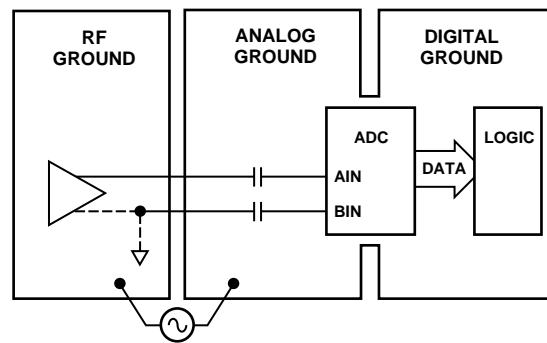 RF
GROUND
ANALOG
GROUND
DIGITAL
GROUND
ADC
LOGIC
DATA
AIN
BIN